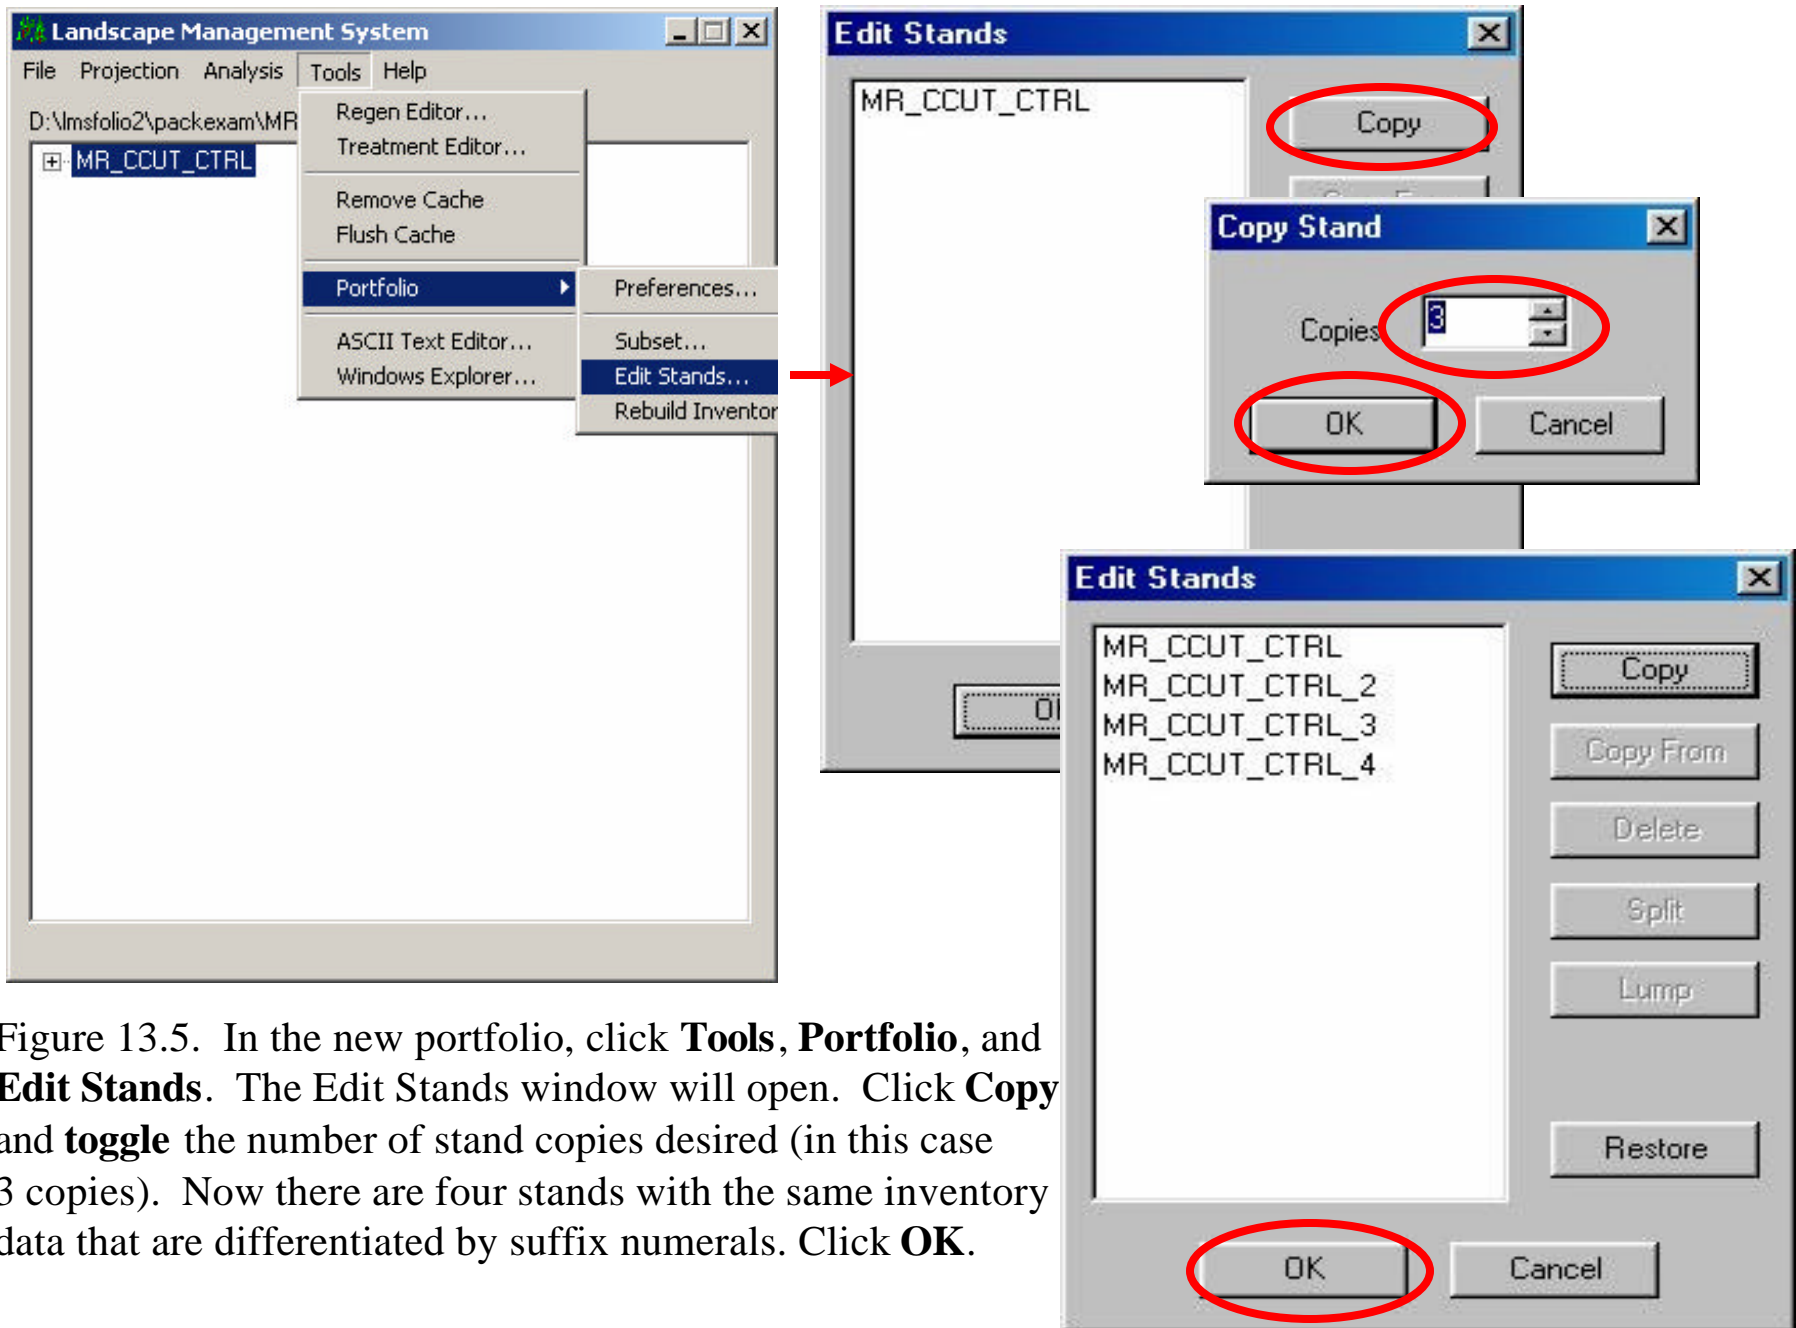 Landscape Management System
File Projection Analysis Tools Help
D:\lmsfolio2\packexam\MR
MR_CCUT_CTRL
Regen Editor...
Treatment Editor...
Remove Cache
Flush Cache
Portfolio
ASCII Text Editor...
Windows Explorer...
Preferences...
Subset...
Edit Stands...
Rebuild Inventor
Edit Stands
MR_CCUT_CTRL
Copy
Copy Stand
Copies
3
OK
Cancel
Edit Stands
MR_CCUT_CTRL
MR_CCUT_CTRL_2
MR_CCUT_CTRL_3
MR_CCUT_CTRL_4
Copy
Copy From
Delete
Split
Lump
Restore
OK
Cancel
Figure 13.5. In the new portfolio, click Tools, Portfolio, and
Edit Stands. The Edit Stands window will open. Click Copy
and toggle the number of stand copies desired (in this case
3 copies). Now there are four stands with the same inventory
data that are differentiated by suffix numerals. Click OK.